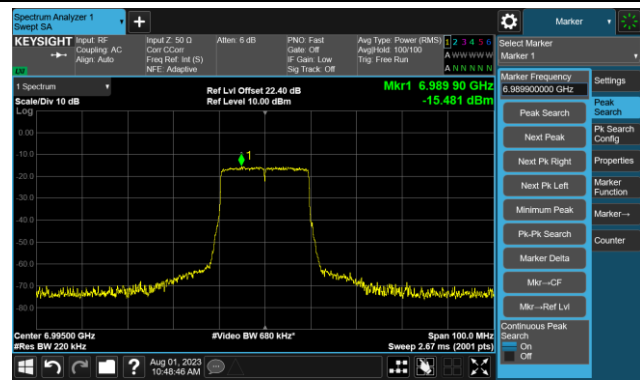 Spectrum Analyzer 1
Swept SA
+
Marker
KEYSIGHT Input: RF Input Z: 50 Ω Atten: 6 dB PNO: Fast Avg Type: Power (RMS) 1 2 3 4 5 6
Coupling: AC Corr CCorr Gate: Off Avg|Hold: 100/100 A W W W W W
Align: Auto Freq Ref: Int (S) IF Gain: Low Trig: Free Run
NFE: Adaptive Sig Track: Off A N N N N N
Select Marker
Marker 1
1 Spectrum
Ref Lvl Offset 22.40 dB Mkr1 6.989 90 GHz
Scale/Div 10 dB Ref Level 10.00 dBm -15.481 dBm
Log
0.00
-10.0
-20.0
-30.0
-40.0
-50.0
-60.0
-70.0
-80.0
1
Center 6.99500 GHz #Video BW 680 kHz* Span 100.0 MHz
#Res BW 220 kHz Sweep 2.67 ms (2001 pts)
Marker Frequency
6.989900000 GHz
Peak Search
Next Peak
Next Pk Right
Next Pk Left
Minimum Peak
Pk-Pk Search
Marker Delta
Mkr→CF
Mkr→Ref Lvl
Continuous Peak
Search
On
Off
Settings
Peak
Search
Pk Search
Config
Properties
Marker
Function
Marker→
Counter
? Aug 01, 2023
10:48:46 AM